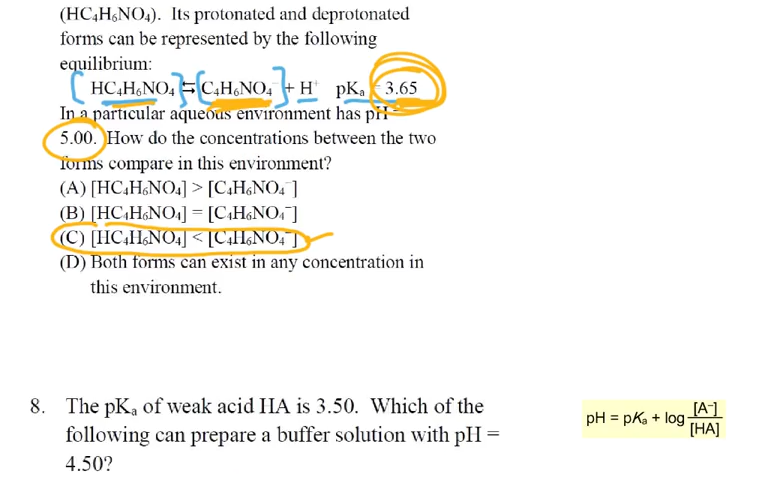 (HC₄H₆NO₄). Its protonated and deprotonated
forms can be represented by the following
equilibrium:
HC₄H₆NO₄ ⇆ C₄H₆NO₄⁻ + H⁺ pKₐ = 3.65
In a particular aqueous environment has pH =
5.00. How do the concentrations between the two
forms compare in this environment?
(A) [HC₄H₆NO₄] > [C₄H₆NO₄⁻]
(B) [HC₄H₆NO₄] = [C₄H₆NO₄⁻]
(C) [HC₄H₆NO₄] < [C₄H₆NO₄⁻]
(D) Both forms can exist in any concentration in
this environment.
8. The pKₐ of weak acid HA is 3.50. Which of the
following can prepare a buffer solution with pH =
4.50?
pH = pKₐ + log [A⁻]
[HA]